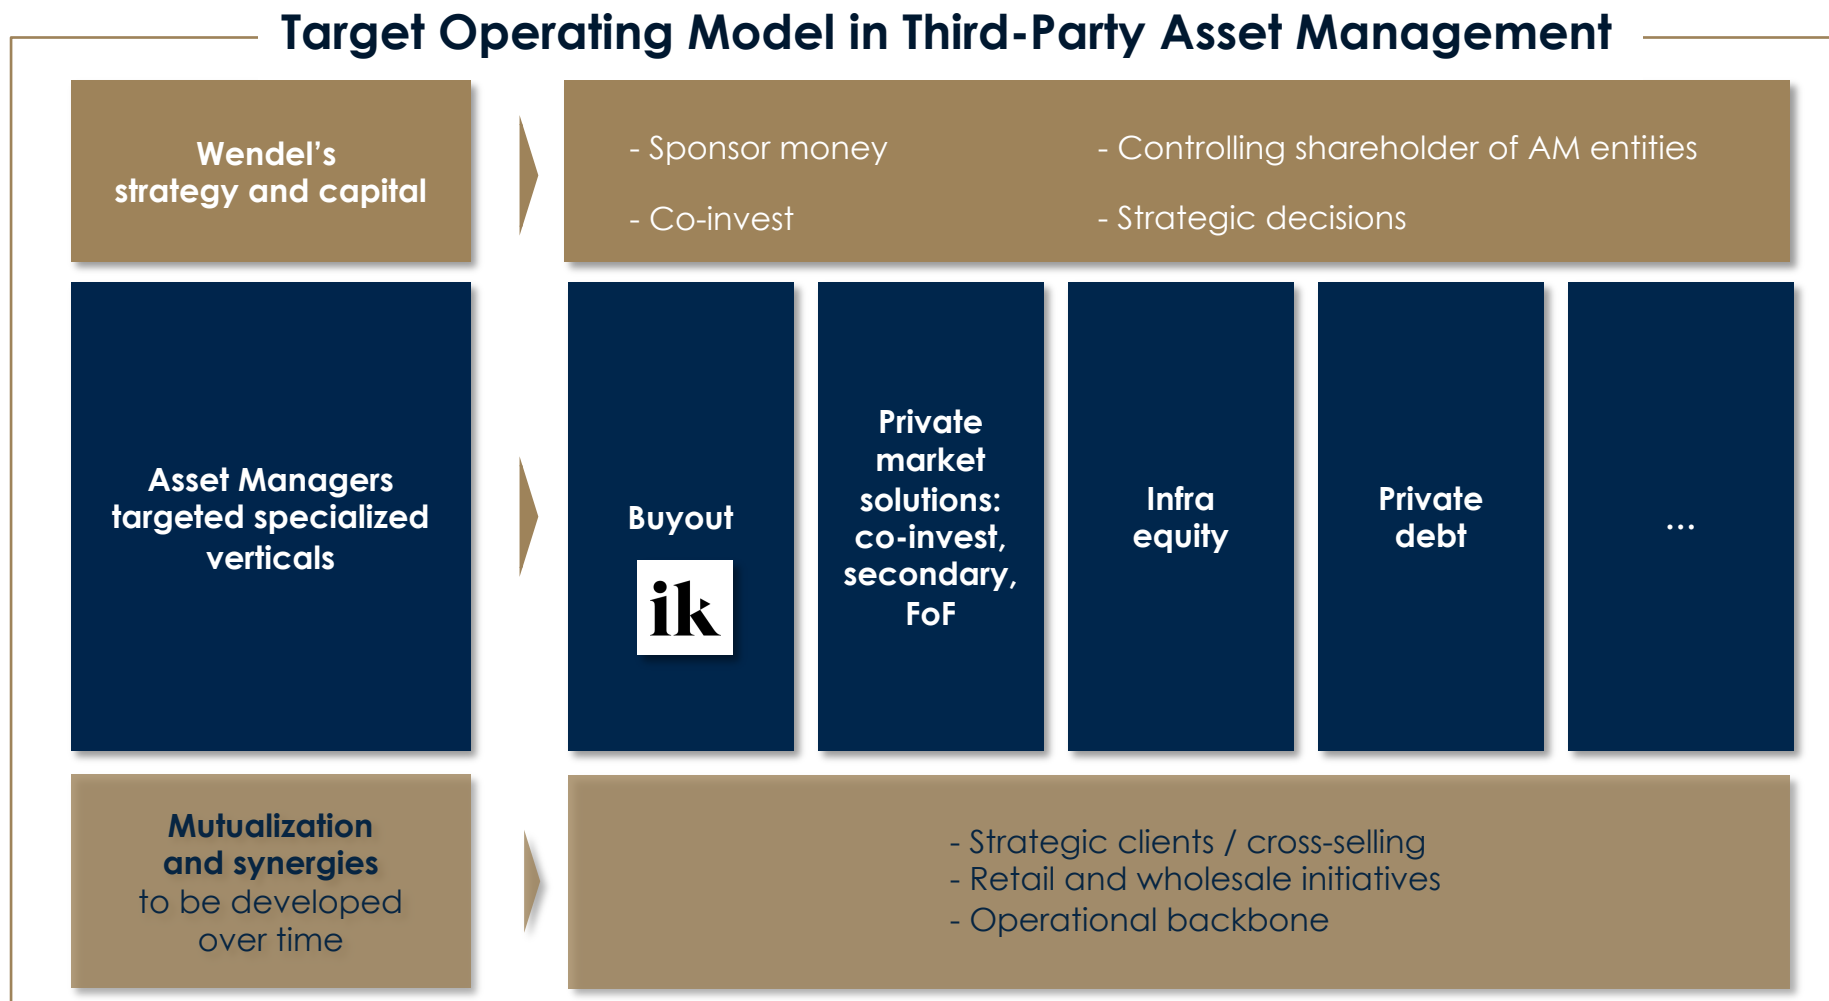 Target Operating Model in Third-Party Asset Management
Wendel’s
strategy and capital
- Sponsor money
- Controlling shareholder of AM entities
- Co-invest
- Strategic decisions
Asset Managers
targeted specialized
verticals
Buyout
ik
Private
market
solutions:
co-invest,
secondary,
FoF
Infra
equity
Private
debt
...
Mutualization
and synergies
to be developed
over time
- Strategic clients / cross-selling
- Retail and wholesale initiatives
- Operational backbone